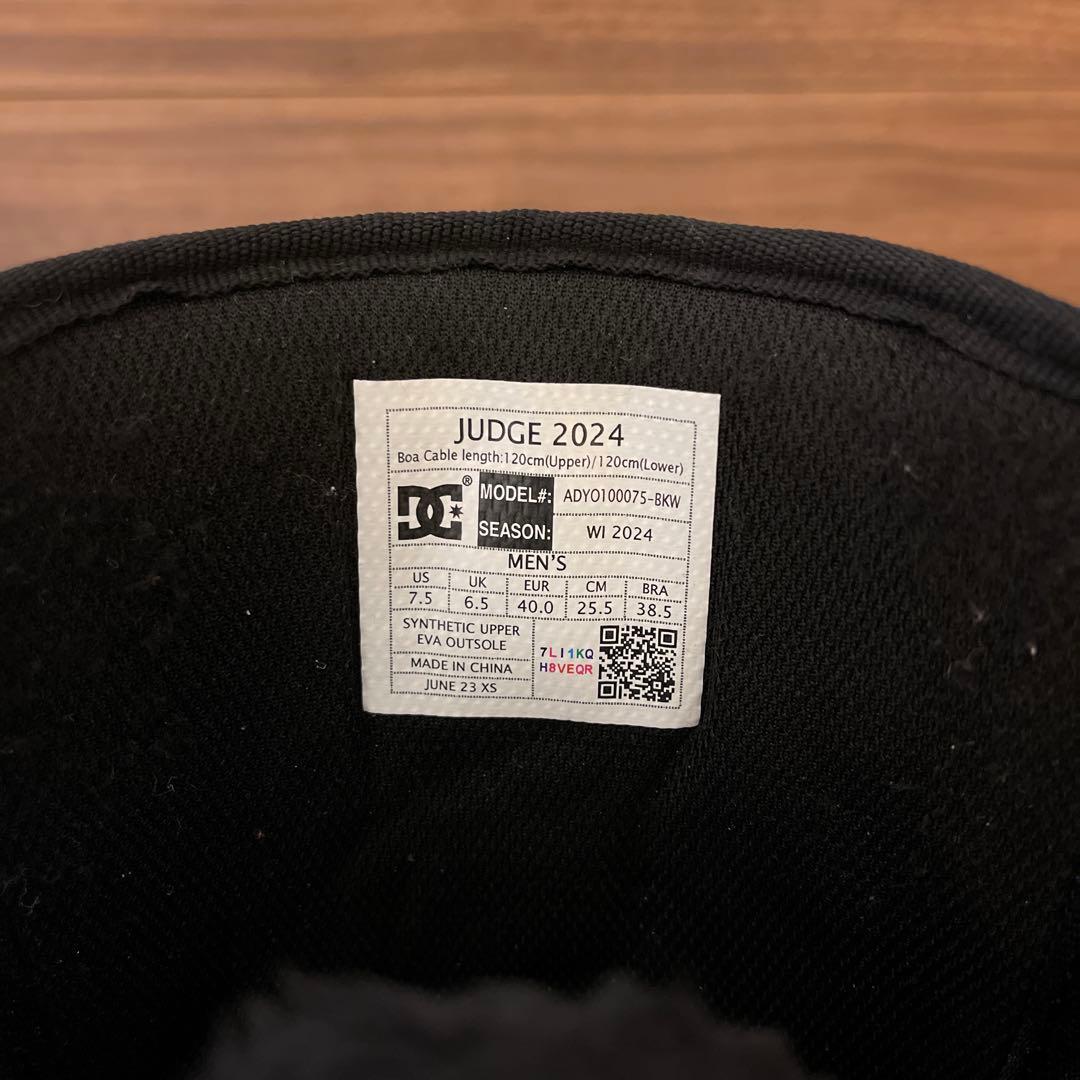 JUDGE 2024
Boa Cable length:120cm(Upper)/120cm(Lower)
DC® MODEL#: ADYO100075-BKW
SEASON: WI 2024
MEN'S
US UK EUR CM BRA
7.5 6.5 40.0 25.5 38.5
SYNTHETIC UPPER
EVA OUTSOLE
MADE IN CHINA
JUNE 23 XS
7LI1KQ
H8VEQR